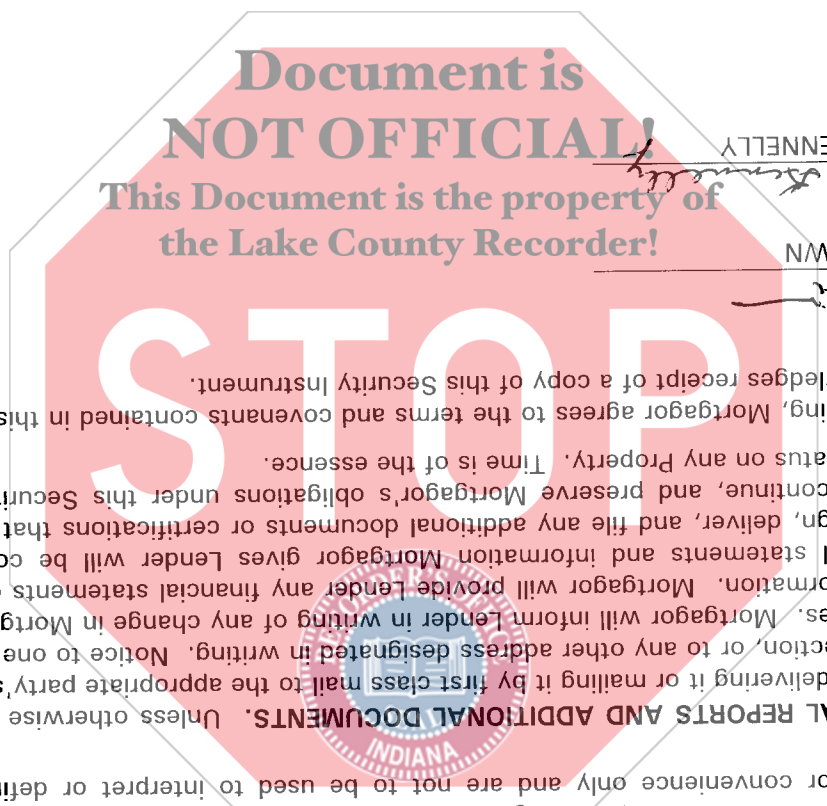 Document is
NOT OFFICIAL!
This Document is the property of
the Lake County Recorder!
STOP
RECORDER'S OFFICE
INDIANA
or convenience only and are not to be used to interpret or defin
AL REPORTS AND ADDITIONAL DOCUMENTS. Unless otherwise
delivering it or mailing it by first class mail to the appropriate party's
ection, or to any other address designated in writing. Notice to one
es. Mortgagor will inform Lender in writing of any change in Mortg
ormation. Mortgagor will provide Lender any financial statements
l statements and information Mortgagor gives Lender will be co
gn, deliver, and file any additional documents or certifications that
continue, and preserve Mortgagor's obligations under this Securi
atus on any Property. Time is of the essence.
ing, Mortgagor agrees to the terms and covenants contained in this
ledges receipt of a copy of this Security Instrument.
WN
Kennelly
ENNELLY